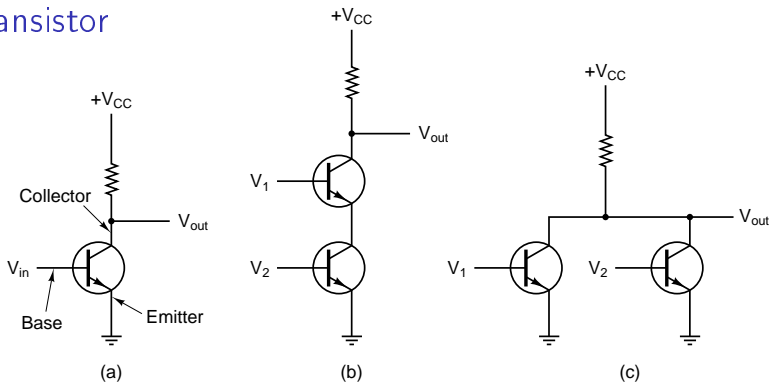 ansistor
+VCC
Collector
Vout
Vin
Base
Emitter
(a)
+VCC
Vout
V1
V2
(b)
+VCC
Vout
V1
V2
(c)